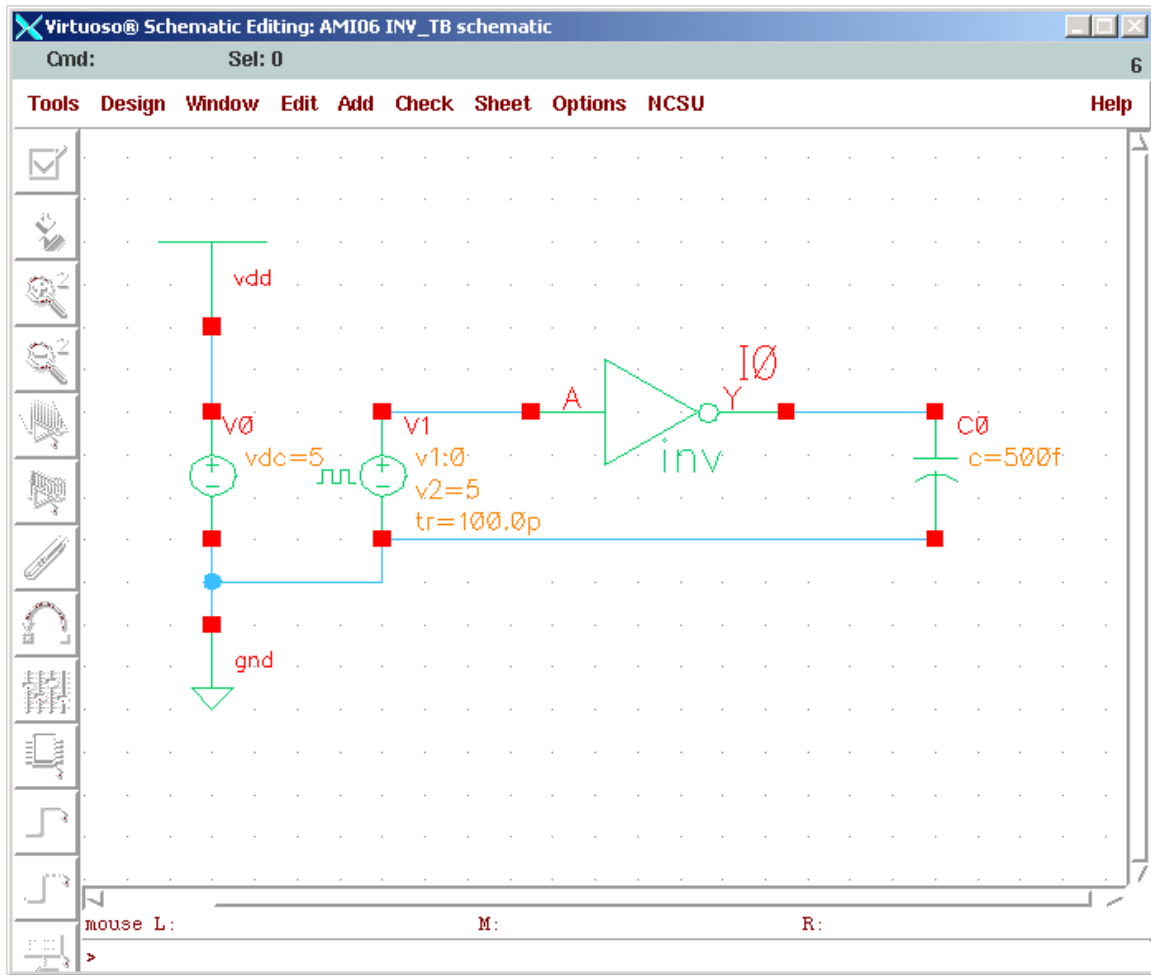 Virtuoso® Schematic Editing: AMI06 INV_TB schematic
Cmd: Sel: 0 6
Tools Design Window Edit Add Check Sheet Options NCSU Help
vdd
I0
A Y
V0 V1 C0
vdc=5 v1:0 inv c=500f
v2=5
tr=100.0p
gnd
mouse L: M: R:
>